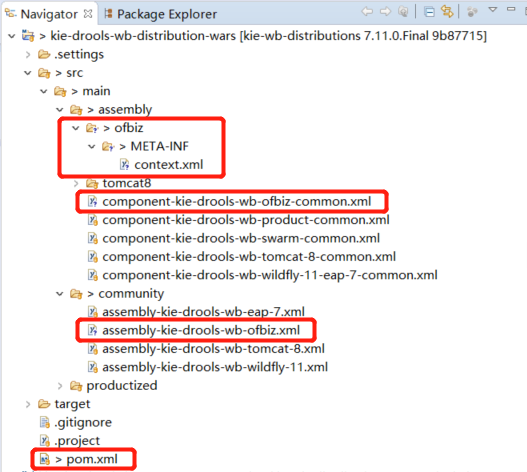 Navigator Package Explorer
> kie-drools-wb-distribution-wars [kie-wb-distributions 7.11.0.Final 9b87715]
.settings
> src
> main
> assembly
> ofbiz
> META-INF
context.xml
tomcat8
component-kie-drools-wb-ofbiz-common.xml
component-kie-drools-wb-product-common.xml
component-kie-drools-wb-swarm-common.xml
component-kie-drools-wb-tomcat-8-common.xml
component-kie-drools-wb-wildfly-11-eap-7-common.xml
> community
assembly-kie-drools-wb-eap-7.xml
assembly-kie-drools-wb-ofbiz.xml
assembly-kie-drools-wb-tomcat-8.xml
assembly-kie-drools-wb-wildfly-11.xml
productized
target
.gitignore
.project
> pom.xml